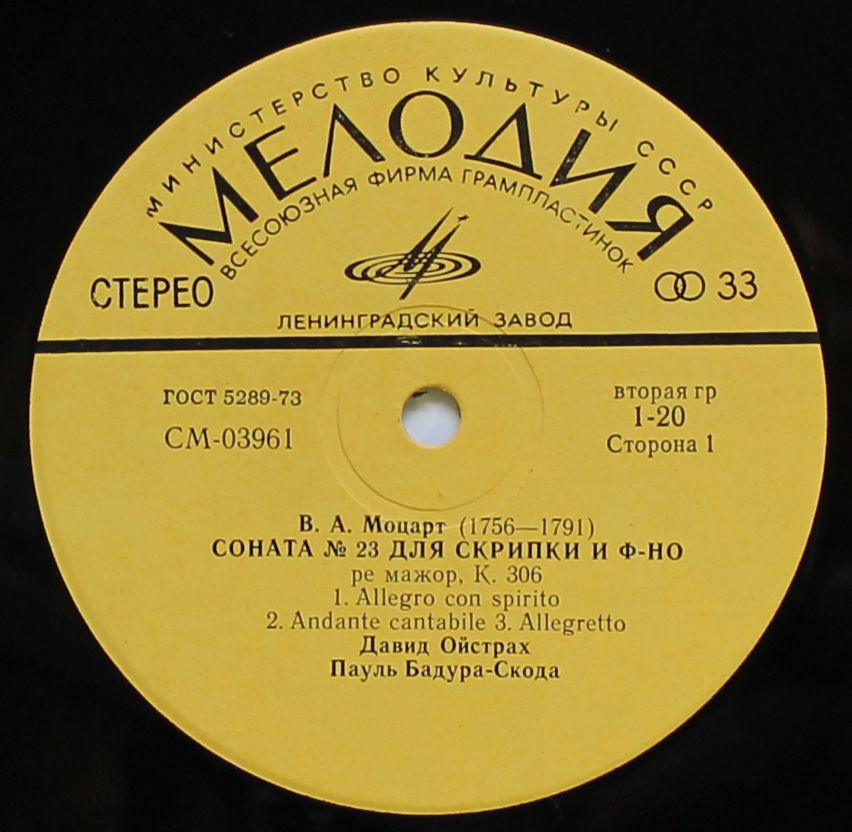 МИНИСТЕРСТВО КУЛЬТУРЫ СССР
МЕЛОДИЯ
ВСЕСОЮЗНАЯ ФИРМА ГРАМПЛАСТИНОК
СТЕРЕО
33
ЛЕНИНГРАДСКИЙ ЗАВОД
ГОСТ 5289-73
СМ-03961
вторая гр
1-20
Сторона 1
В. А. Моцарт (1756—1791)
СОНАТА № 23 ДЛЯ СКРИПКИ И Ф-НО
ре мажор, К. 306
1. Allegro con spirito
2. Andante cantabile 3. Allegretto
Давид Ойстрах
Пауль Бадура-Скода